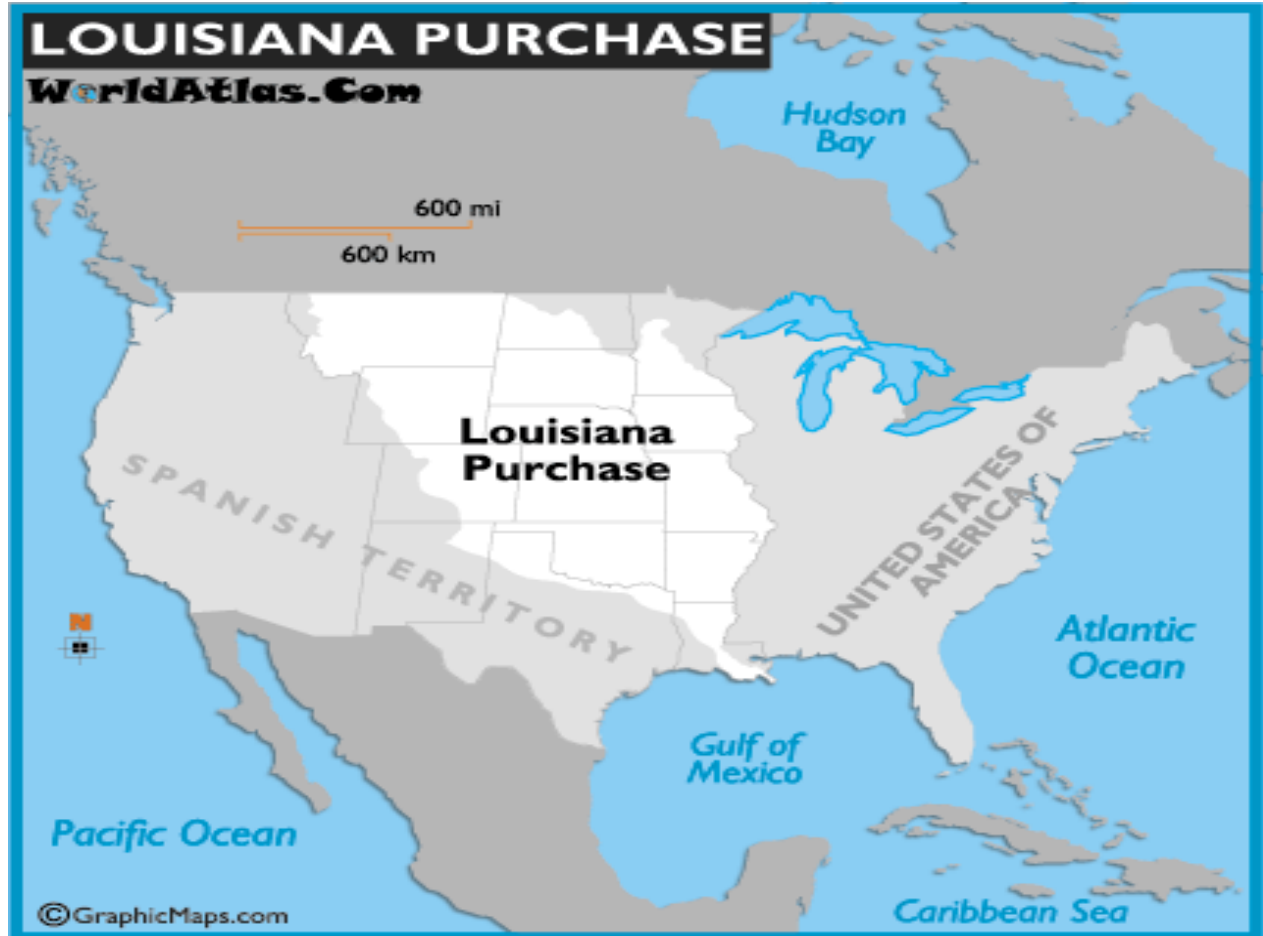 LOUISIANA PURCHASE
WorldAtlas.Com
Hudson
Bay
600 mi
600 km
Louisiana
Purchase
SPANISH TERRITORY
UNITED STATES OF
AMERICA
N
Atlantic
Ocean
Gulf of
Mexico
Pacific Ocean
Caribbean Sea
©GraphicMaps.com